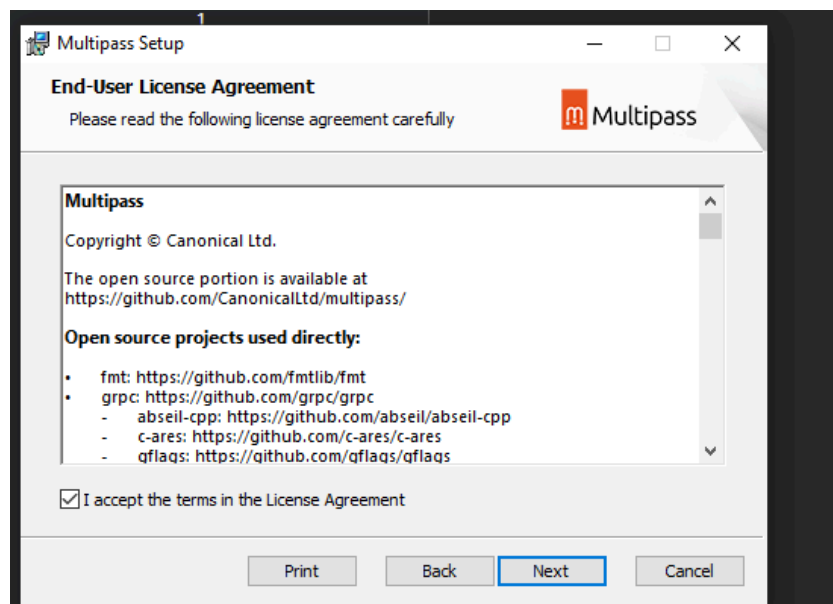 1
Multipass Setup
End-User License Agreement
Please read the following license agreement carefully
m Multipass
Multipass
Copyright © Canonical Ltd.
The open source portion is available at
https://github.com/CanonicalLtd/multipass/
Open source projects used directly:
• fmt: https://github.com/fmtlib/fmt
• grpc: https://github.com/grpc/grpc
- abseil-cpp: https://github.com/abseil/abseil-cpp
- c-ares: https://github.com/c-ares/c-ares
- gflags: https://github.com/gflags/gflags
I accept the terms in the License Agreement
Print Back Next Cancel